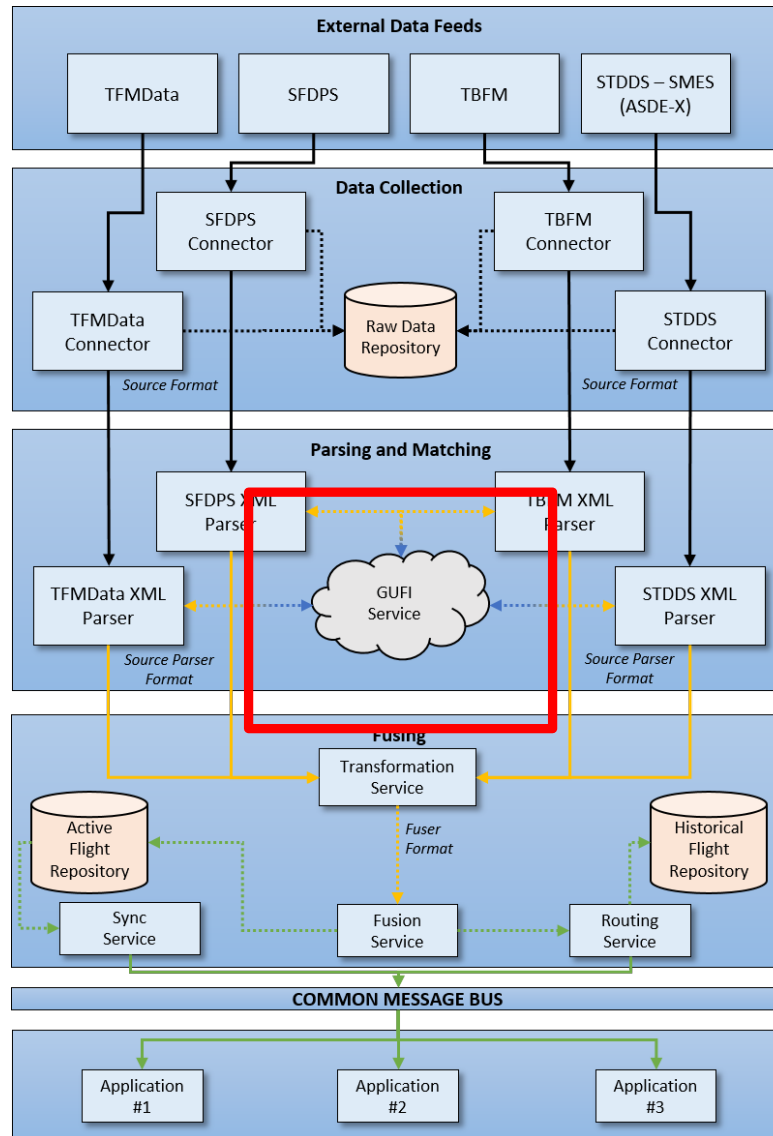 External Data Feeds
TFMData
SFDPS
TBFM
STDDS – SMES
(ASDE-X)
Data Collection
SFDPS
Connector
TBFM
Connector
TFMData
Connector
Raw Data
Repository
STDDS
Connector
Source Format
Source Format
Parsing and Matching
SFDPS XML
Parser
TBFM XML
Parser
TFMData XML
Parser
GUFI
Service
STDDS XML
Parser
Source Parser
Format
Source Parser
Format
Fusing
Transformation
Service
Active
Flight
Repository
Fuser
Format
Historical
Flight
Repository
Sync
Service
Fusion
Service
Routing
Service
COMMON MESSAGE BUS
Application
#1
Application
#2
Application
#3